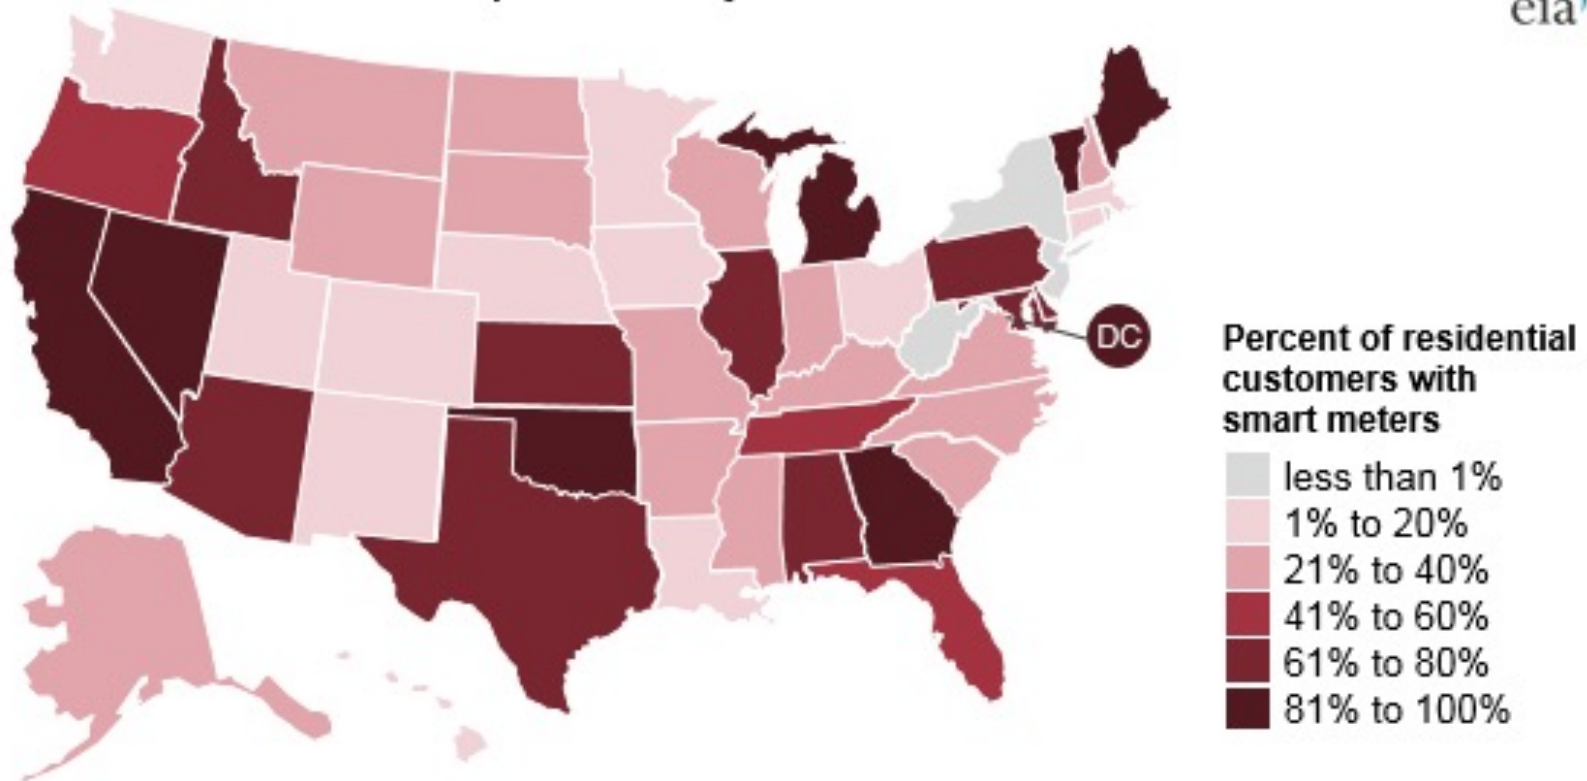 eia
DC
Percent of residential
customers with
smart meters
less than 1%
1% to 20%
21% to 40%
41% to 60%
61% to 80%
81% to 100%